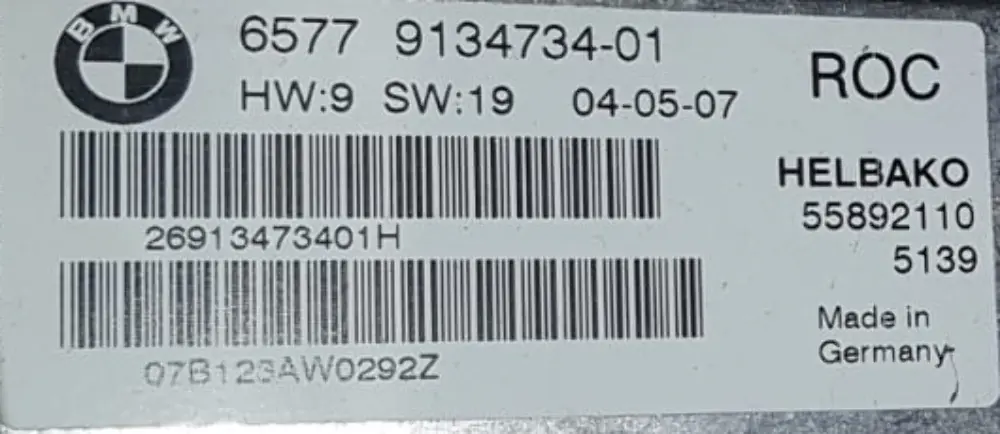 BMW
6577 9134734-01
HW:9 SW:19 04-05-07
ROC
HELBAKO
55892110
5139
26913473401H
07B123AW0292Z
Made in
Germany